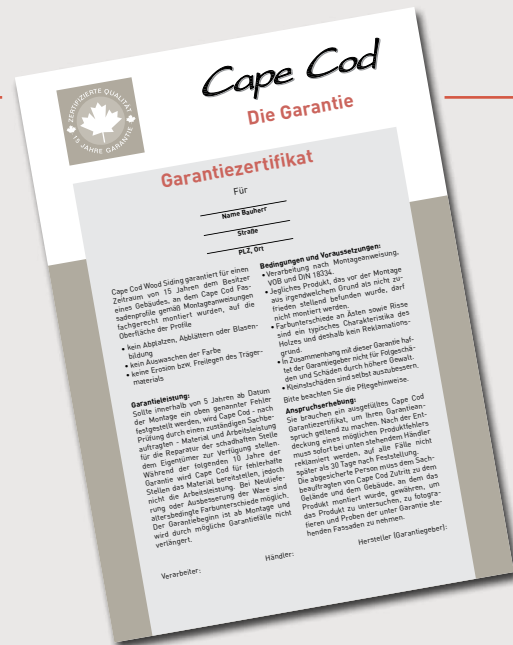 ZERTIFIZIERTE QUALITÄT
15 JAHRE GARANTIE
Cape Cod
Die Garantie
Garantiezertifikat
Für
Name Bauherr
Straße
PLZ, Ort
Cape Cod Wood Siding garantiert für einen
Zeitraum von 15 Jahren dem Besitzer
eines Gebäudes, an dem Cape Cod Fas-
sadenprofile gemäß Montageanweisungen
fachgerecht montiert wurden, auf die
Oberfläche der Profile
• kein Abplatzen, Abblättern oder Blasen-
bildung
• kein Auswaschen der Farbe
• keine Erosion bzw. Freilegen des Träger-
materials
Garantieleistung:
Sollte innerhalb von 5 Jahren ab Datum
der Montage ein oben genannter Fehler
festgestellt werden, wird Cape Cod - nach
Prüfung durch einen zuständigen Sachbe-
auftragten - Material und Arbeitsleistung
für die Reparatur der schadhaften Stelle
dem Eigentümer zur Verfügung stellen.
Während der folgenden 10 Jahre der
Garantie wird Cape Cod für fehlerhafte
Stellen das Material bereitstellen, jedoch
nicht die Arbeitsleistung. Bei Neuliefe-
rung oder Ausbesserung der Ware sind
altersbedingte Farbunterschiede möglich.
Der Garantiebeginn ist ab Montage und
wird durch mögliche Garantiefälle nicht
verlängert.
Bedingungen und Voraussetzungen:
• Verarbeitung nach Montageanweisung,
VOB und DIN 18334.
• Jegliches Produkt, das vor der Montage
aus irgendwelchem Grund als nicht zu-
frieden stellend befunden wurde, darf
nicht montiert werden.
• Farbunterschiede an Ästen sowie Risse
sind ein typisches Charakteristika des
Holzes und deshalb kein Reklamations-
grund.
• In Zusammenhang mit dieser Garantie haf-
tet der Garantiegeber nicht für Folgeschä-
den und Schäden durch höhere Gewalt.
• Kleinstschäden sind selbst auszubessern.
Bitte beachten Sie die Pflegehinweise.
Anspruchserhebung:
Sie brauchen ein ausgefülltes Cape Cod
Garantiezertifikat, um Ihren Garantiean-
spruch geltend zu machen. Nach der Ent-
deckung eines möglichen Produktfehlers
muss sofort bei unten stehendem Händler
reklamiert werden, auf alle Fälle nicht
später als 30 Tage nach Feststellung.
Die abgesicherte Person muss dem Sach-
beauftragten von Cape Cod Zutritt zu dem
Gelände und dem Gebäude, an dem das
Produkt montiert wurde, gewähren, um
das Produkt zu untersuchen, zu fotogra-
fieren und Proben der unter Garantie ste-
henden Fassaden zu nehmen.
Verarbeiter:
Händler:
Hersteller (Garantiegeber):